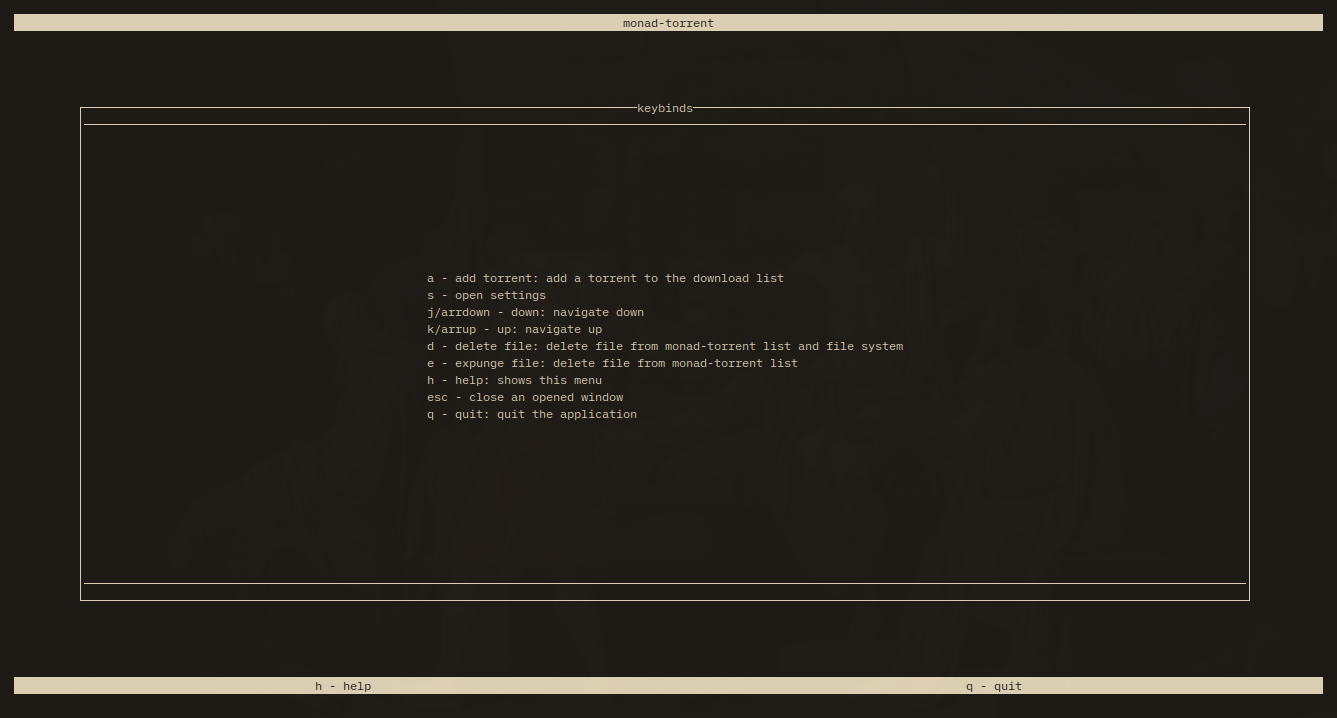 monad-torrent
keybinds
a - add torrent: add a torrent to the download list
s - open settings
j/arrdown - down: navigate down
k/arrup - up: navigate up
d - delete file: delete file from monad-torrent list and file system
e - expunge file: delete file from monad-torrent list
h - help: shows this menu
esc - close an opened window
q - quit: quit the application
h - help
q - quit